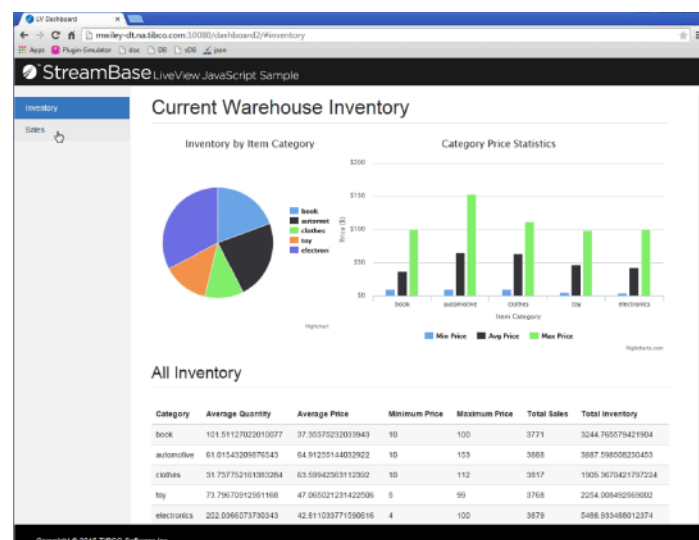 LV Dashboard
mwiley-dt.na.tibco.com:10080/dashboard2/#inventory
Apps Plugin Simulator doc DB sDB json
StreamBase LiveView JavaScript Sample
Inventory
Sales
Current Warehouse Inventory
Inventory by Item Category
book
automot
clothes
toy
electroni
Highchart
Category Price Statistics
$200
$150
$100
$50
$0
Price ($)
book automotive clothes toy electronics
Item Category
Min Price Avg Price Max Price
Highcharts.com
All Inventory
Category Average Quantity Average Price Minimum Price Maximum Price Total Sales Total Inventory
book 101.51127022010077 37.35375232033943 10 100 3771 3244.765579421904
automotive 61.01543209876543 64.91255144032922 10 153 3888 3887.598508230453
clothes 31.737752161383284 63.59942363112392 10 112 3817 1905.3670421797224
toy 73.79670912951168 47.065021231422506 5 99 3768 2254.008492569002
electronics 202.0366073730343 42.811033771590616 4 100 3879 5488.933488012374